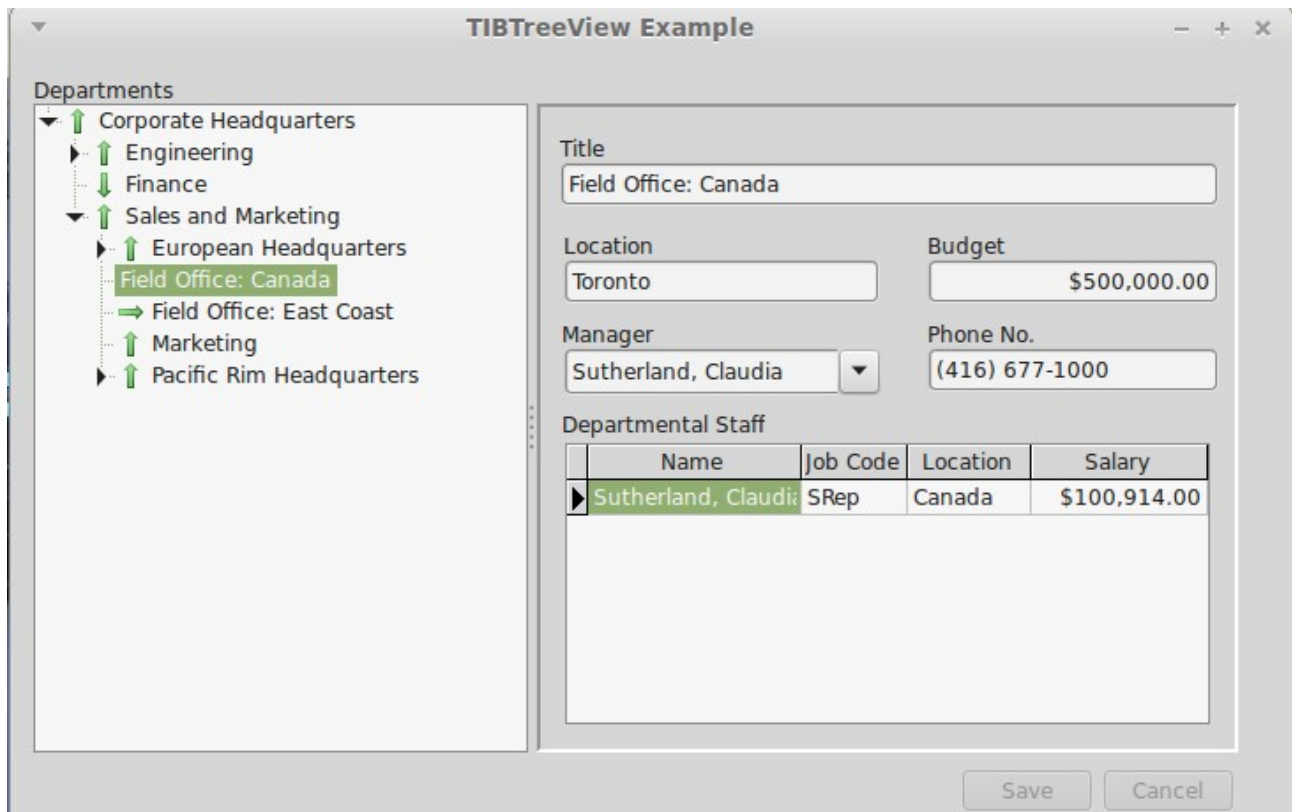 TIBTreeView Example
Departments
Corporate Headquarters
Engineering
Finance
Sales and Marketing
European Headquarters
Field Office: Canada
Field Office: East Coast
Marketing
Pacific Rim Headquarters
Title
Field Office: Canada
Location Budget
Toronto $500,000.00
Manager Phone No.
Sutherland, Claudia (416) 677-1000
Departmental Staff
Name Job Code Location Salary
Sutherland, Claudia SRep Canada $100,914.00
Save Cancel